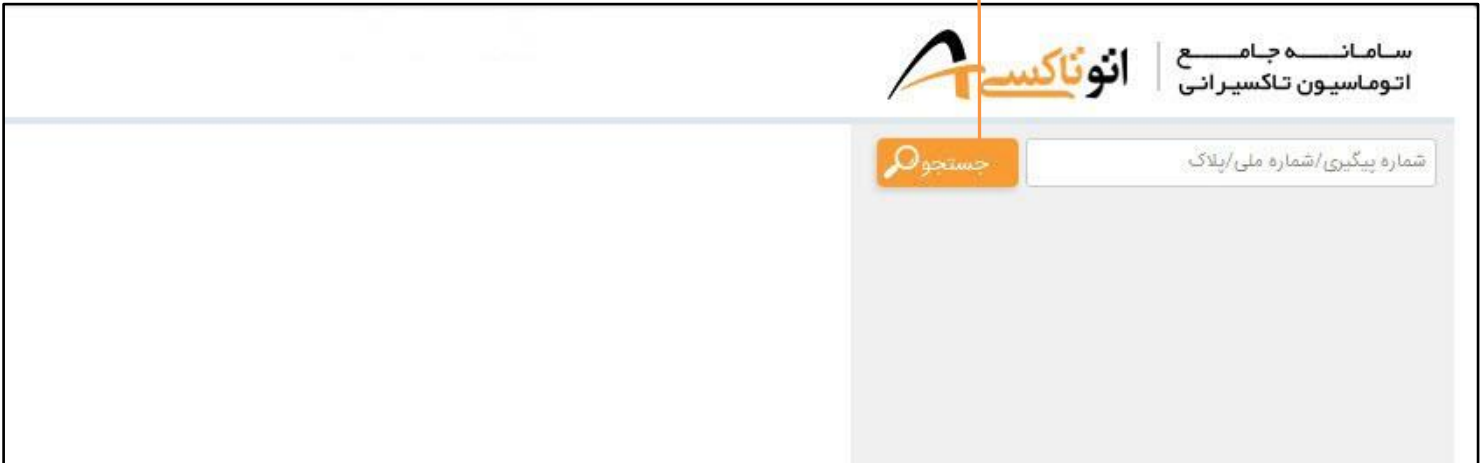 سامانه جامع
اتوماسیون تاکسیرانی
اتوتاکسی
شماره پیگیری/شماره ملی/پلاک
جستجو